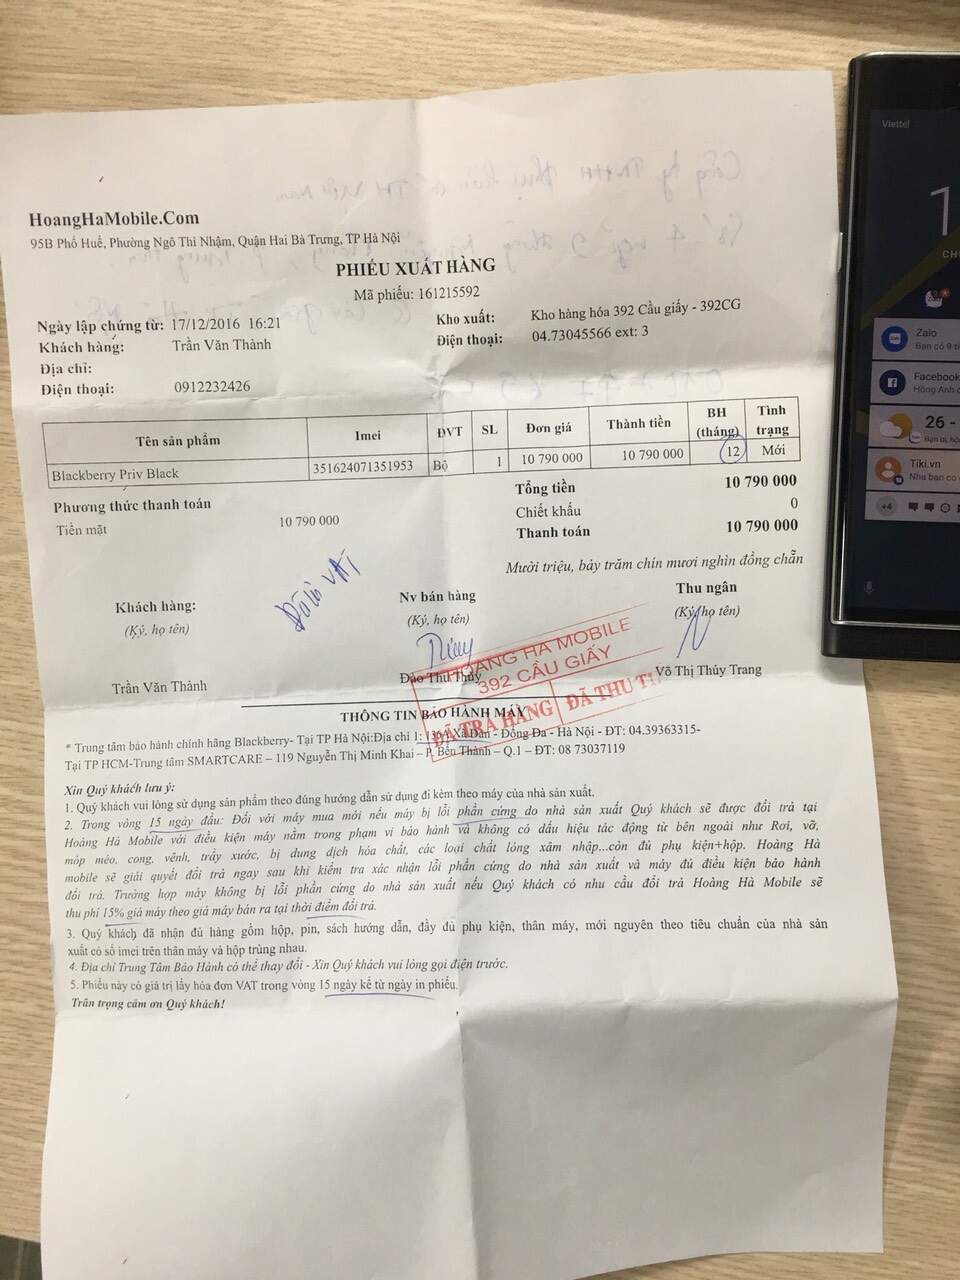 HoangHaMobile.Com
95B Phố Huế, Phường Ngô Thì Nhậm, Quận Hai Bà Trưng, TP Hà Nội
PHIẾU XUẤT HÀNG
Mã phiếu: 161215592
Ngày lập chứng từ: 17/12/2016 16:21
Kho xuất: Kho hàng hóa 392 Cầu giấy - 392CG
Khách hàng: Trần Văn Thành
Điện thoại: 04.73045566 ext: 3
Địa chỉ:
Điện thoại: 0912232426
Tên sản phẩm Imei ĐVT SL Đơn giá Thành tiền BH (tháng) Tình trạng
Blackberry Priv Black 351624071351953 Bộ 1 10 790 000 10 790 000 12 Mới
Phương thức thanh toán
Tiền mặt 10 790 000
Tổng tiền 10 790 000
Chiết khấu 0
Thanh toán 10 790 000
Mười triệu, bảy trăm chín mươi nghìn đồng chẵn
Khách hàng: Nv bán hàng Thu ngân
(Ký, họ tên) (Ký, họ tên) (Ký, họ tên)
VAT
HOANG HA MOBILE
392 CẦU GIẤY
ĐÃ TRẢ HÀNG ĐÃ THU
Trần Văn Thành Đào Thu Thủy Võ Thị Thủy Trang
THÔNG TIN BẢO HÀNH MÁY
* Trung tâm bảo hành chính hãng Blackberry- Tại TP Hà Nội:Địa chỉ 1: 136A Xã Đàn - Đống Đa - Hà Nội - ĐT: 04.39363315-
Tại TP HCM-Trung tâm SMARTCARE – 119 Nguyễn Thị Minh Khai – P. Bến Thành – Q.1 – ĐT: 08 73037119
Xin Quý khách lưu ý:
1. Quý khách vui lòng sử dụng sản phẩm theo đúng hướng dẫn sử dụng đi kèm theo máy của nhà sản xuất.
2. Trong vòng 15 ngày đầu: Đối với máy mua mới nếu máy bị lỗi phần cứng do nhà sản xuất Quý khách sẽ được đổi trả tại
Hoàng Hà Mobile với điều kiện máy nằm trong phạm vi bảo hành và không có dấu hiệu tác động từ bên ngoài như Rơi, vỡ,
móp méo, cong, vênh, trầy xước, bị dung dịch hóa chất, các loại chất lỏng xâm nhập...còn đủ phụ kiện+hộp. Hoàng Hà
mobile sẽ giải quyết đổi trả ngay sau khi kiểm tra xác nhận lỗi phần cứng do nhà sản xuất và máy đủ điều kiện bảo hành
đổi trả. Trường hợp máy không bị lỗi phần cứng do nhà sản xuất nếu Quý khách có nhu cầu đổi trả Hoàng Hà Mobile sẽ
thu phí 15% giá máy theo giá máy bán ra tại thời điểm đổi trả.
3. Quý khách đã nhận đủ hàng gồm hộp, pin, sách hướng dẫn, đầy đủ phụ kiện, thân máy, mới nguyên theo tiêu chuẩn của nhà sản
xuất có số imei trên thân máy và hộp trùng nhau.
4. Địa chỉ Trung Tâm Bảo Hành có thể thay đổi - Xin Quý khách vui lòng gọi điện trước.
5. Phiếu này có giá trị lấy hóa đơn VAT trong vòng 15 ngày kể từ ngày in phiếu.
Trân trọng cảm ơn Quý khách!
Viettel
1
Zalo
Bạn có 9 ti
Facebook
Hồng Anh
26 -
Tiki.vn
Nha ban co
+4